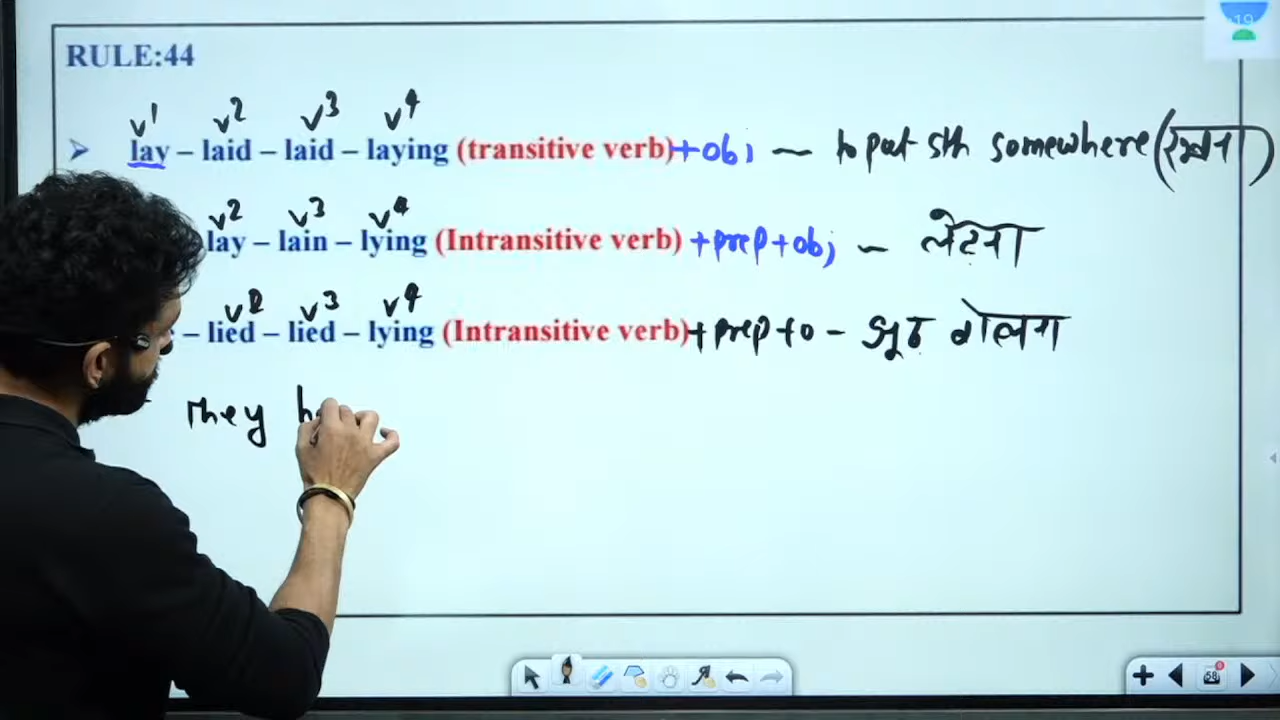 +19
RULE:44
v1 v2 v3 v4
➢ lay – laid – laid – laying (transitive verb)+obj – to put sth somewhere (रखना)
v2 v3 v4
lay – lain – lying (Intransitive verb) +prep+obj – लेटना
v2 v3 v4
– lied – lied – lying (Intransitive verb)+prep+o – झूठ बोलना
They
58